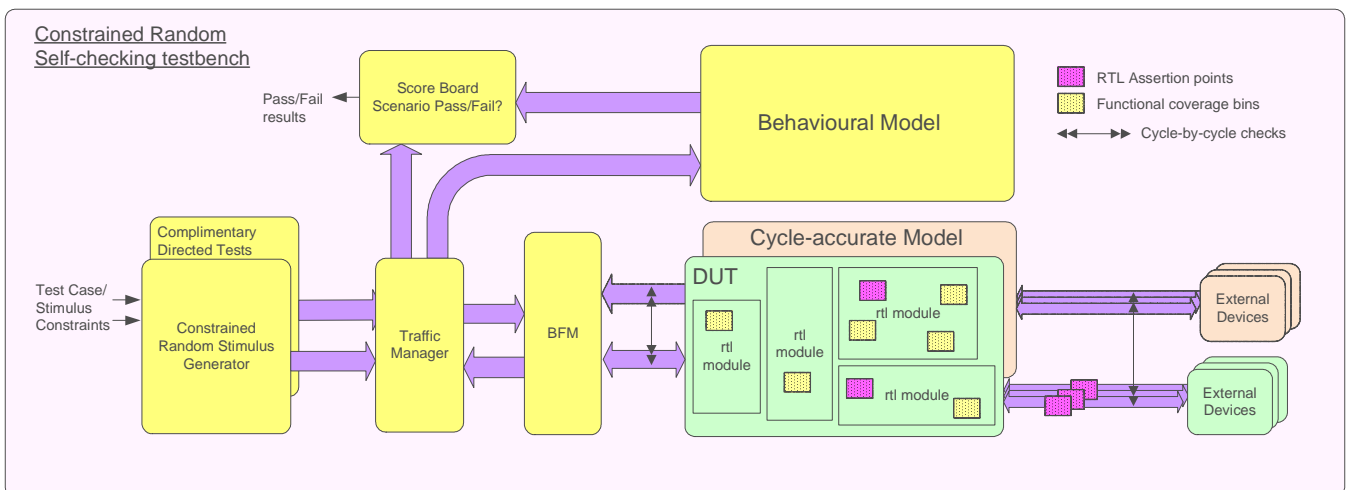 Constrained Random
Self-checking testbench
Pass/Fail
results
Score Board
Scenario Pass/Fail?
Behavioural Model
RTL Assertion points
Functional coverage bins
Cycle-by-cycle checks
Complimentary
Directed Tests
Test Case/
Stimulus
Constraints
Constrained
Random Stimulus
Generator
Traffic
Manager
BFM
Cycle-accurate Model
DUT
rtl
module
rtl
module
rtl module
rtl module
External
Devices
External
Devices